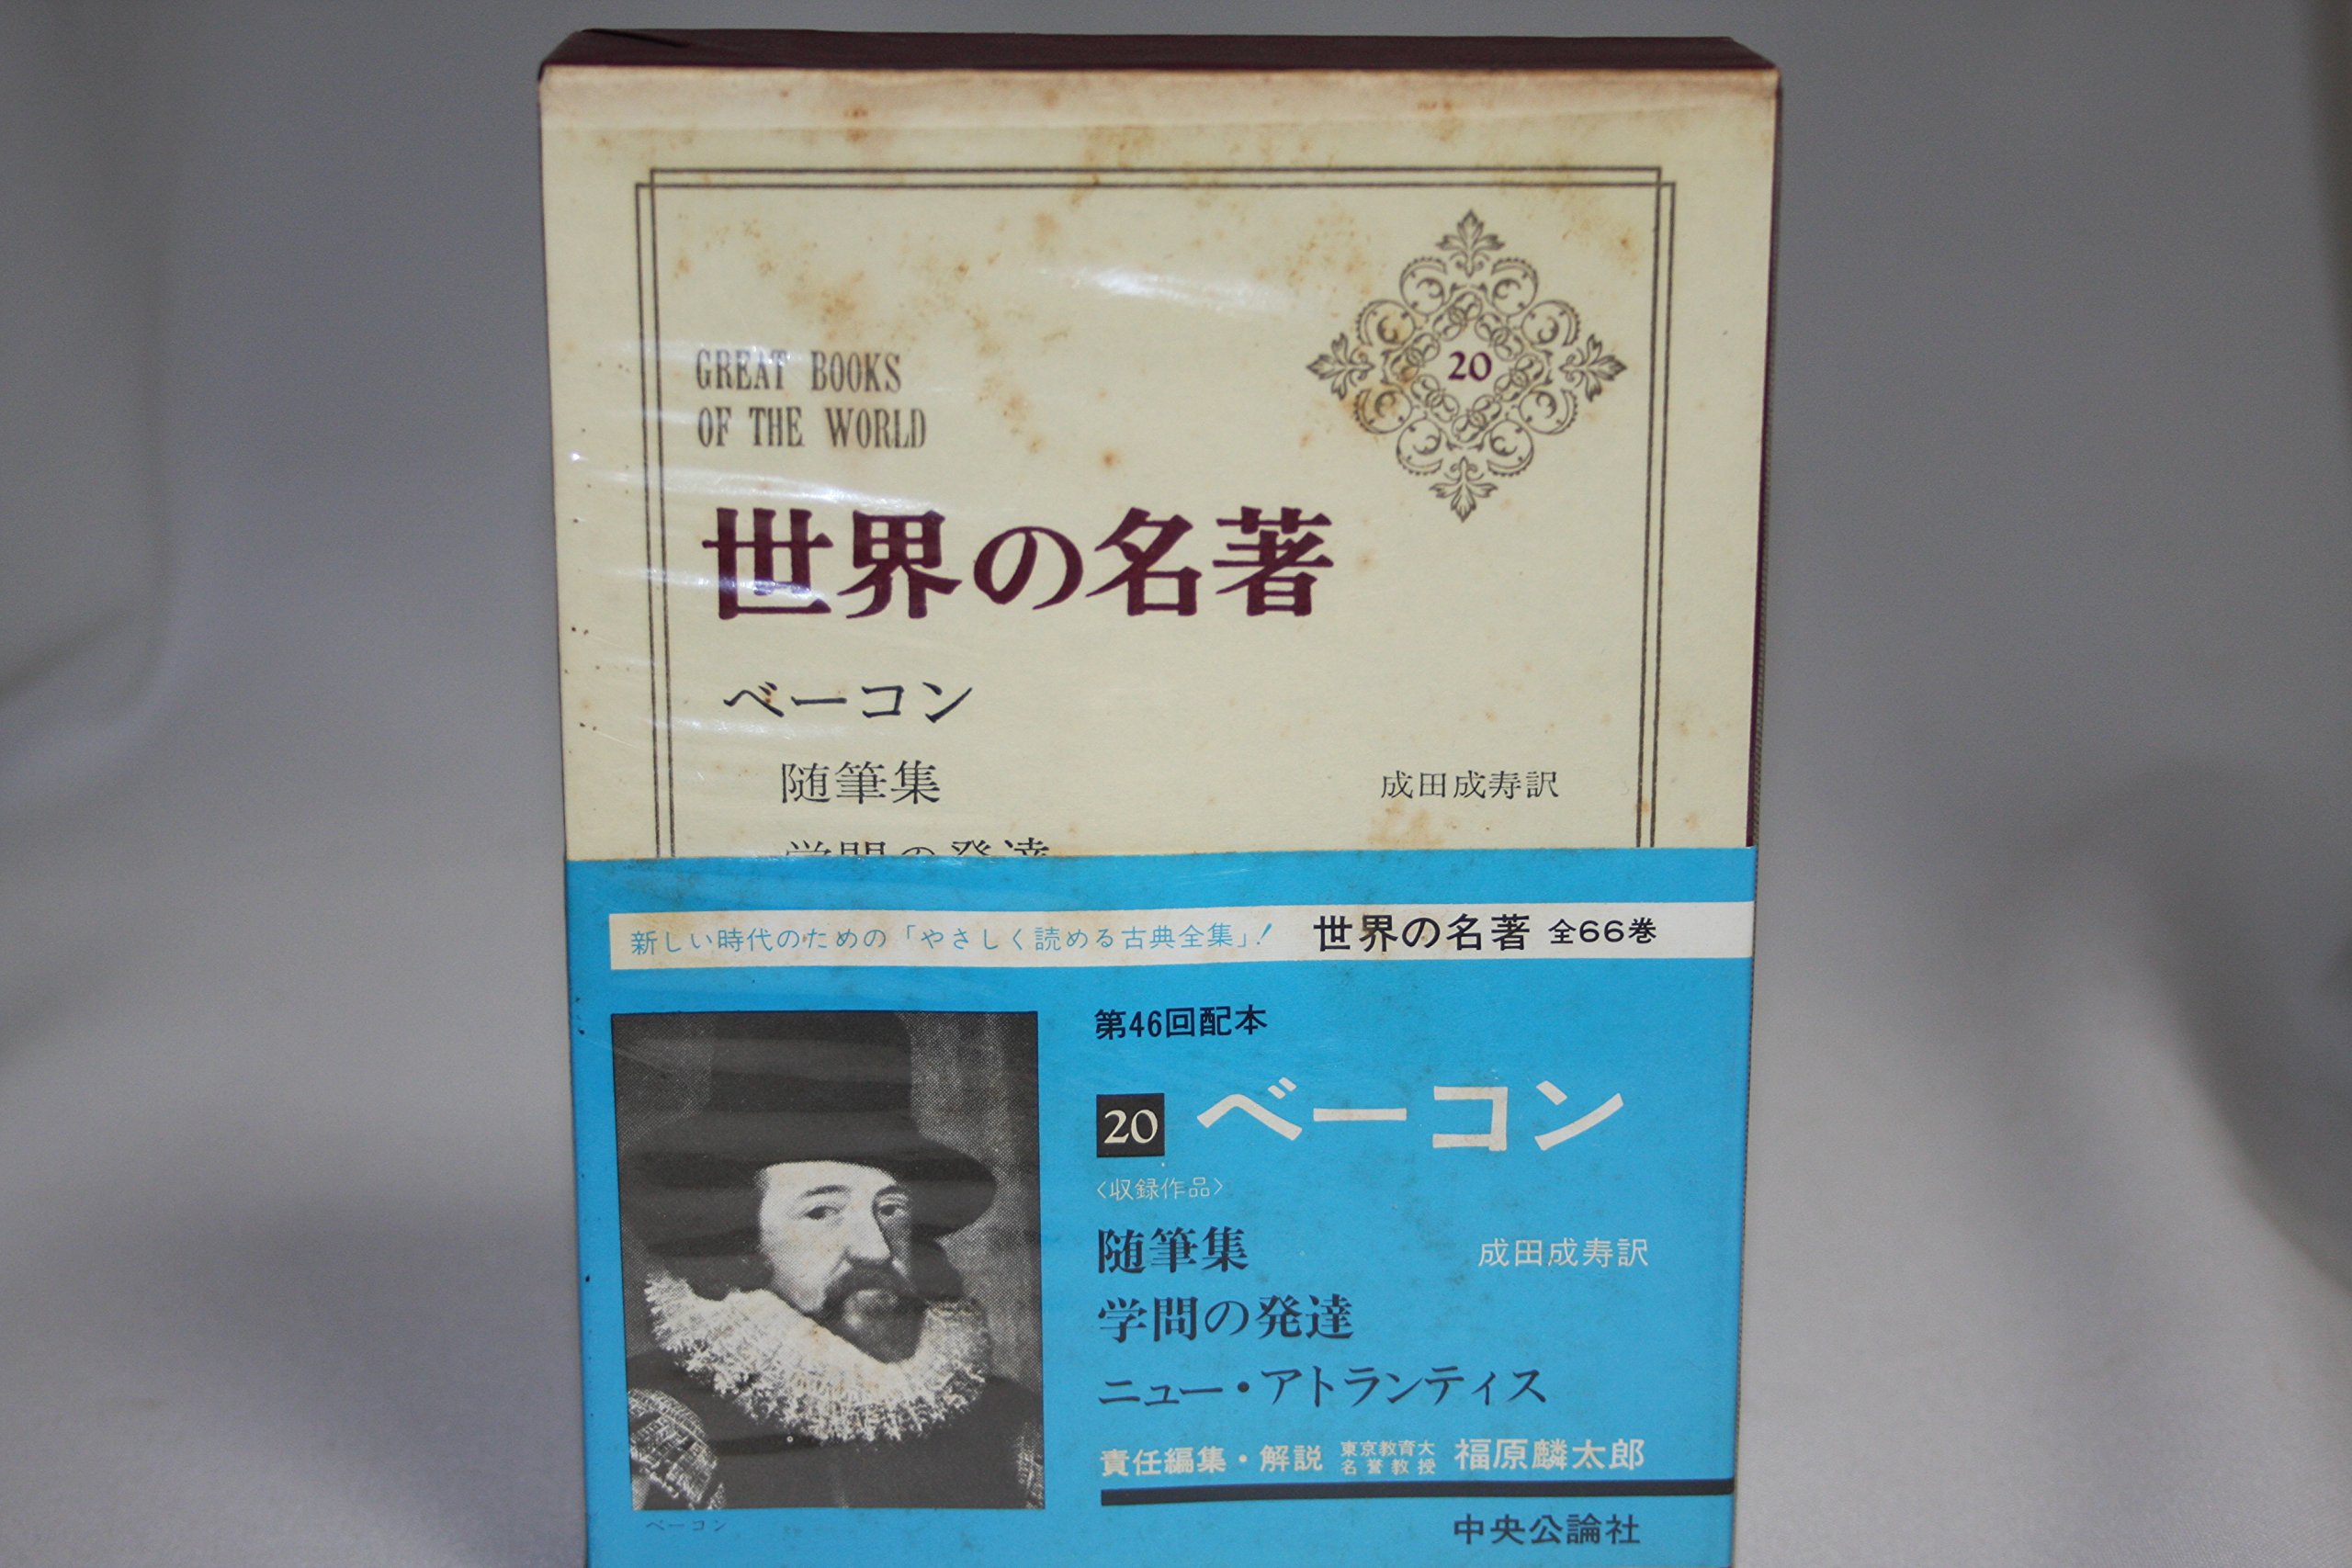 GREAT BOOKS
OF THE WORLD
20
世界の名著
ベーコン
随筆集 成田成寿訳
学問の発達
新しい時代のための「やさしく読める古典全集」! 世界の名著 全66巻
第46回配本
20 ベーコン
〈収録作品〉
随筆集 成田成寿訳
学問の発達
ニュー・アトランティス
責任編集・解説 東京教育大名誉教授 福原麟太郎
中央公論社
ベーコン